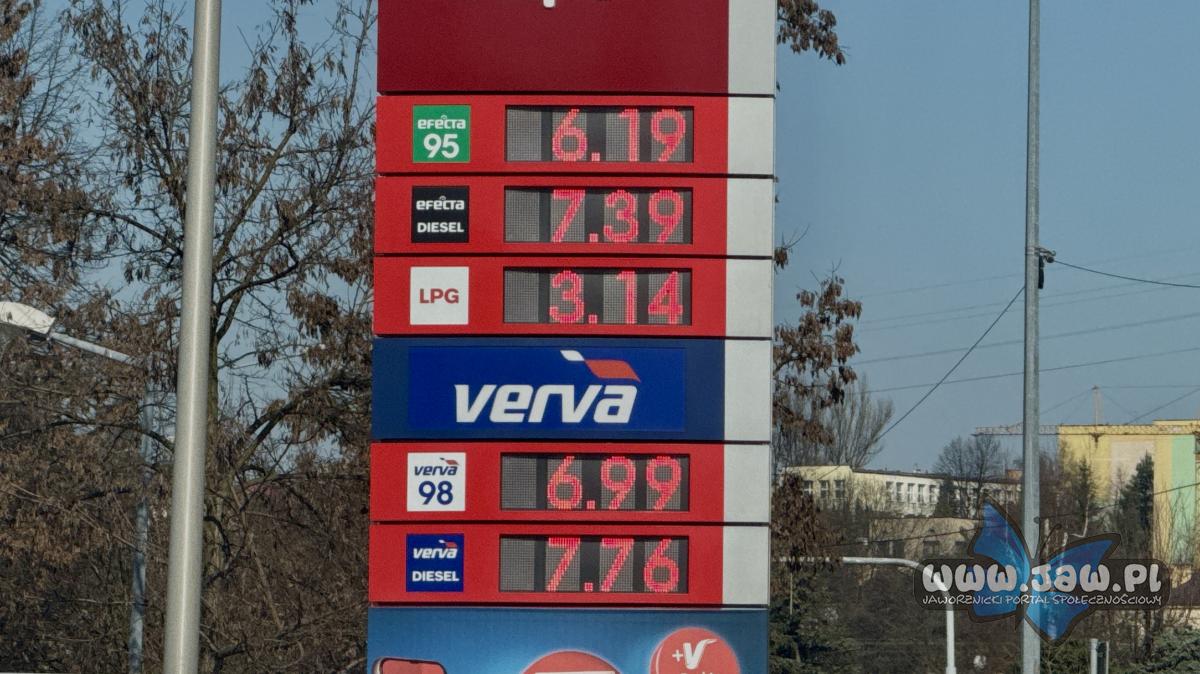 efecta
95
6.19
efecta
DIESEL
7.39
LPG
3.14
verva
verva
98
6.99
verva
DIESEL
7.76
+V
www.JAW.PL
JAWORZNICKI PORTAL SPOŁECZNOŚCIOWY